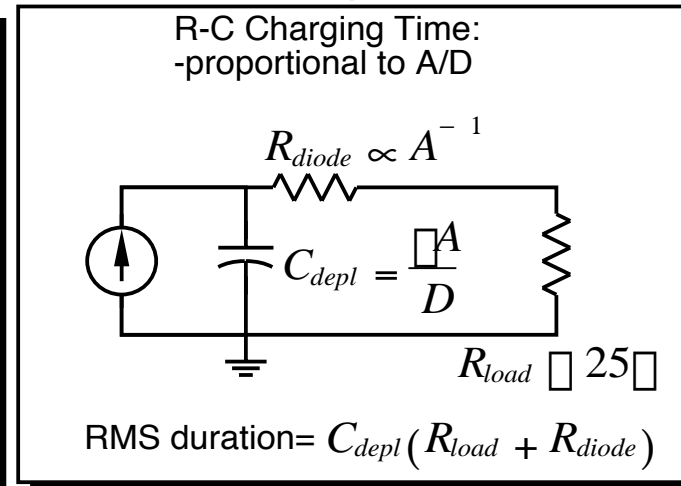 R-C Charging Time:
-proportional to A/D
R_diode ∝ A^{-1}
C_depl = □A/D
R_load □ 25□
RMS duration= C_depl(R_load + R_diode)